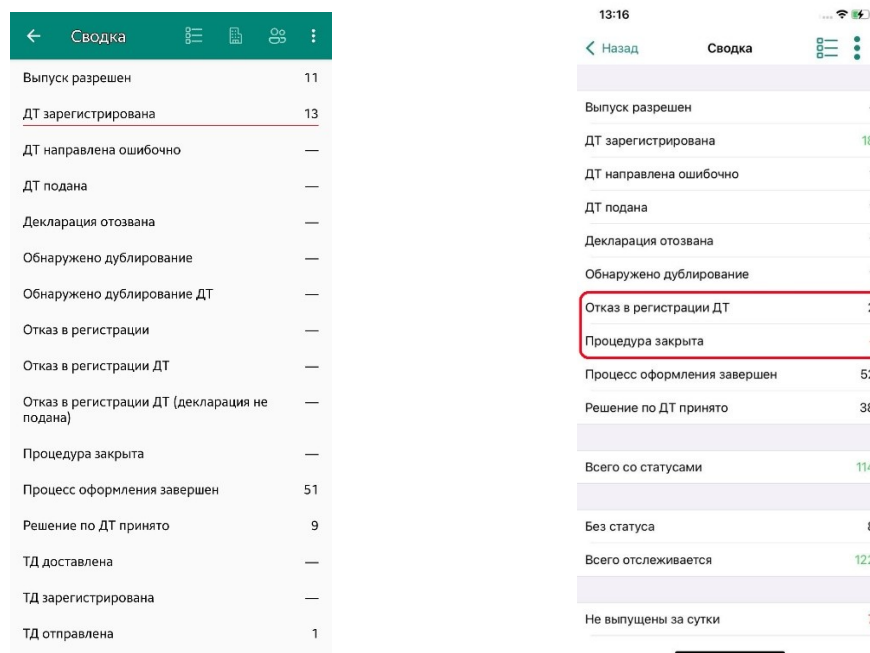 Сводка
Выпуск разрешен 11
ДТ зарегистрирована 13
ДТ направлена ошибочно —
ДТ подана —
Декларация отозвана —
Обнаружено дублирование —
Обнаружено дублирование ДТ —
Отказ в регистрации —
Отказ в регистрации ДТ —
Отказ в регистрации ДТ (декларация не —
подана)
Процедура закрыта —
Процесс оформления завершен 51
Решение по ДТ принято 9
ТД доставлена —
ТД зарегистрирована —
ТД отправлена 1
13:16
Назад Сводка
Выпуск разрешен
ДТ зарегистрирована
ДТ направлена ошибочно
ДТ подана
Декларация отозвана
Обнаружено дублирование
Отказ в регистрации ДТ
Процедура закрыта
Процесс оформления завершен
Решение по ДТ принято
Всего со статусами
Без статуса
Всего отслеживается
Не выпущены за сутки